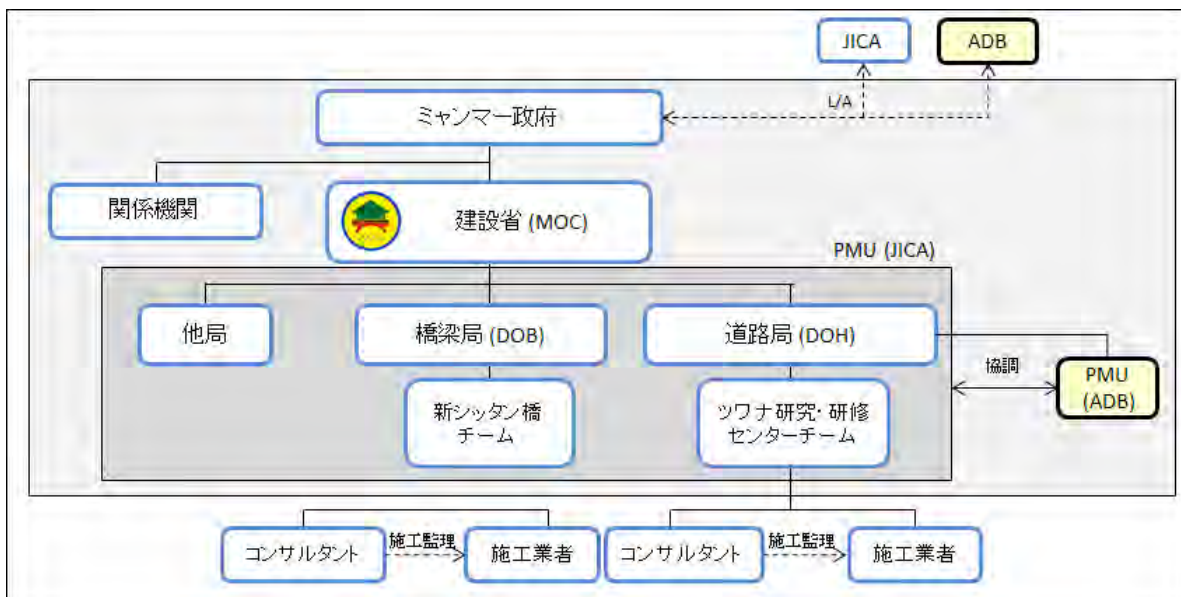 JICA
ADB
L/A
ミャンマー政府
関係機関
建設省 (MOC)
PMU (JICA)
他局
橋梁局 (DOB)
道路局 (DOH)
協調
PMU
(ADB)
新シッタン橋
チーム
ツワナ研究・研修
センターチーム
コンサルタント
施工監理
施工業者
コンサルタント
施工監理
施工業者